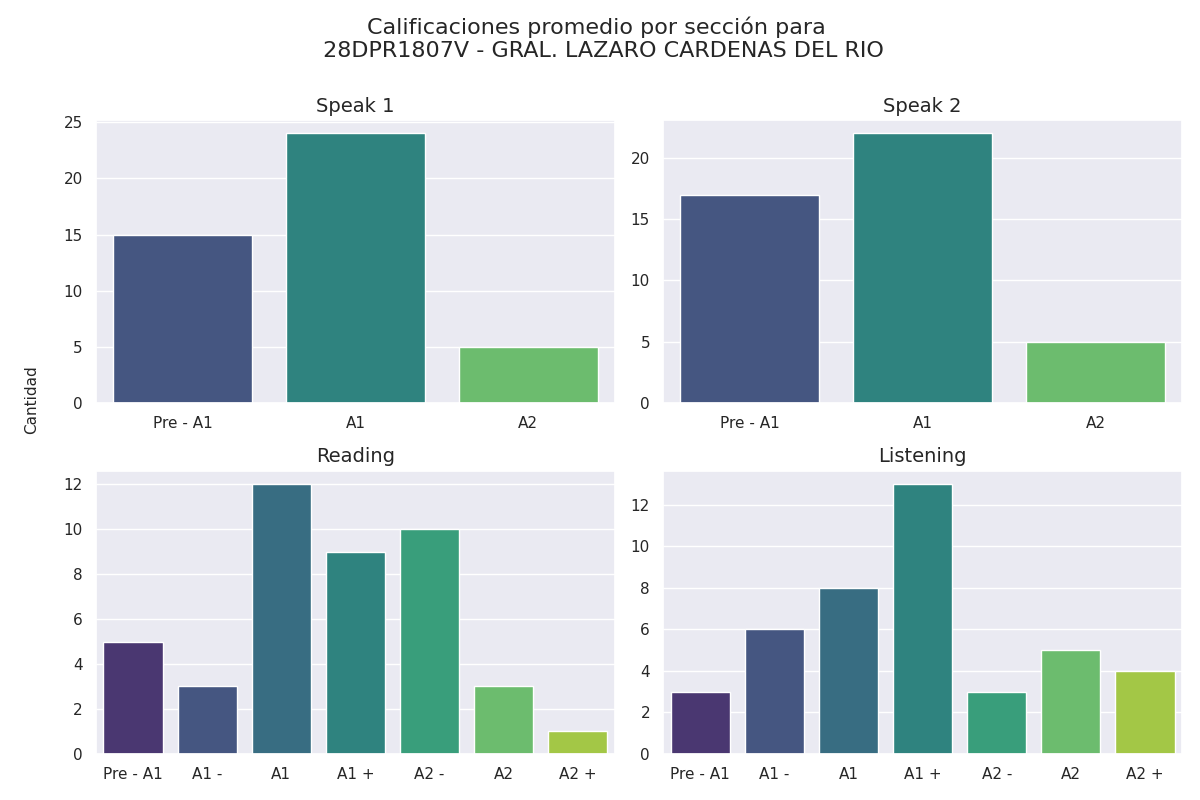 Calificaciones promedio por sección para
28DPR1807V - GRAL. LAZARO CARDENAS DEL RIO
Cantidad
Speak 1
25
20
15
10
5
0
Pre - A1 A1 A2
Speak 2
20
15
10
5
0
Pre - A1 A1 A2
Reading
12
10
8
6
4
2
0
Pre - A1 A1 - A1 A1 + A2 - A2 A2 +
Listening
12
10
8
6
4
2
0
Pre - A1 A1 - A1 A1 + A2 - A2 A2 +